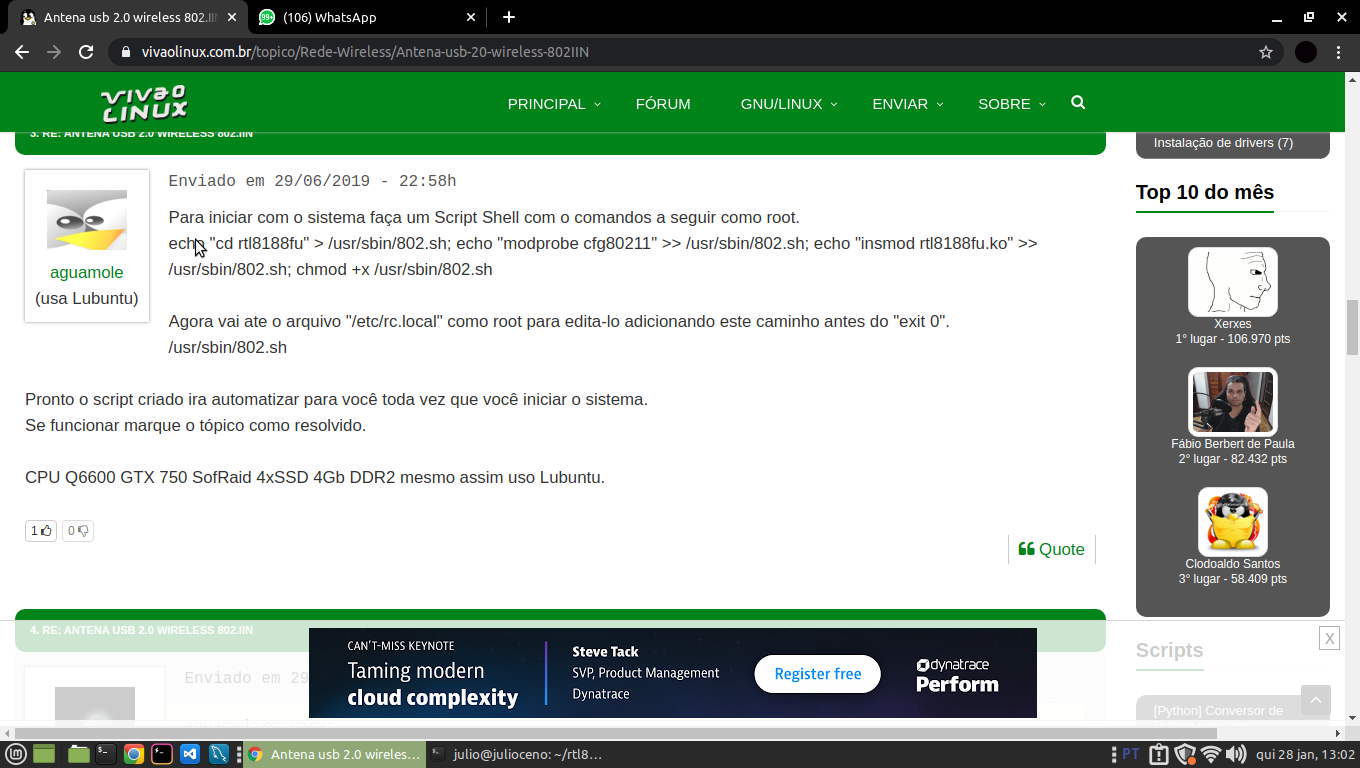 Antena usb 2.0 wireless 802.II
99+
(106) WhatsApp
vivaolinux.com.br/topico/Rede-Wireless/Antena-usb-20-wireless-802IIN
VIVAO
LINUX
PRINCIPAL
FÓRUM
GNU/LINUX
ENVIAR
SOBRE
3. RE: ANTENA USB 2.0 WIRELESS 802.IIN
Enviado em 29/06/2019 - 22:58h
Para iniciar com o sistema faça um Script Shell com o comandos a seguir como root.
echo "cd rtl8188fu" > /usr/sbin/802.sh; echo "modprobe cfg80211" >> /usr/sbin/802.sh; echo "insmod rtl8188fu.ko" >>
/usr/sbin/802.sh; chmod +x /usr/sbin/802.sh
aguamole
(usa Lubuntu)
Agora vai ate o arquivo "/etc/rc.local" como root para edita-lo adicionando este caminho antes do "exit 0".
/usr/sbin/802.sh
Pronto o script criado ira automatizar para você toda vez que você iniciar o sistema.
Se funcionar marque o tópico como resolvido.
CPU Q6600 GTX 750 SofRaid 4xSSD 4Gb DDR2 mesmo assim uso Lubuntu.
1
0
Quote
Instalação de drivers (7)
Top 10 do mês
Xerxes
1° lugar - 106.970 pts
Fábio Berbert de Paula
2° lugar - 82.432 pts
Clodoaldo Santos
3° lugar - 58.409 pts
4. RE: ANTENA USB 2.0 WIRELESS 802.IIN
Enviado em 29
Scripts
[Python] Conversor de
X
CAN'T-MISS KEYNOTE
Taming modern
cloud complexity
Steve Tack
SVP, Product Management
Dynatrace
Register free
dynatrace
Perform
Antena usb 2.0 wireles...
julio@julioceno: ~/rtl8...
PT
qui 28 jan, 13:02